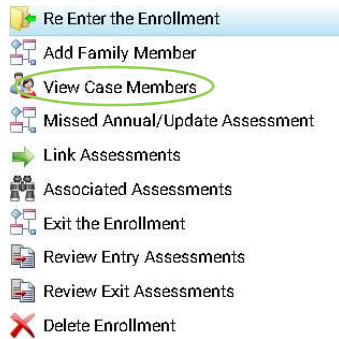 Re Enter the Enrollment
Add Family Member
View Case Members
Missed Annual/Update Assessment
Link Assessments
Associated Assessments
Exit the Enrollment
Review Entry Assessments
Review Exit Assessments
Delete Enrollment